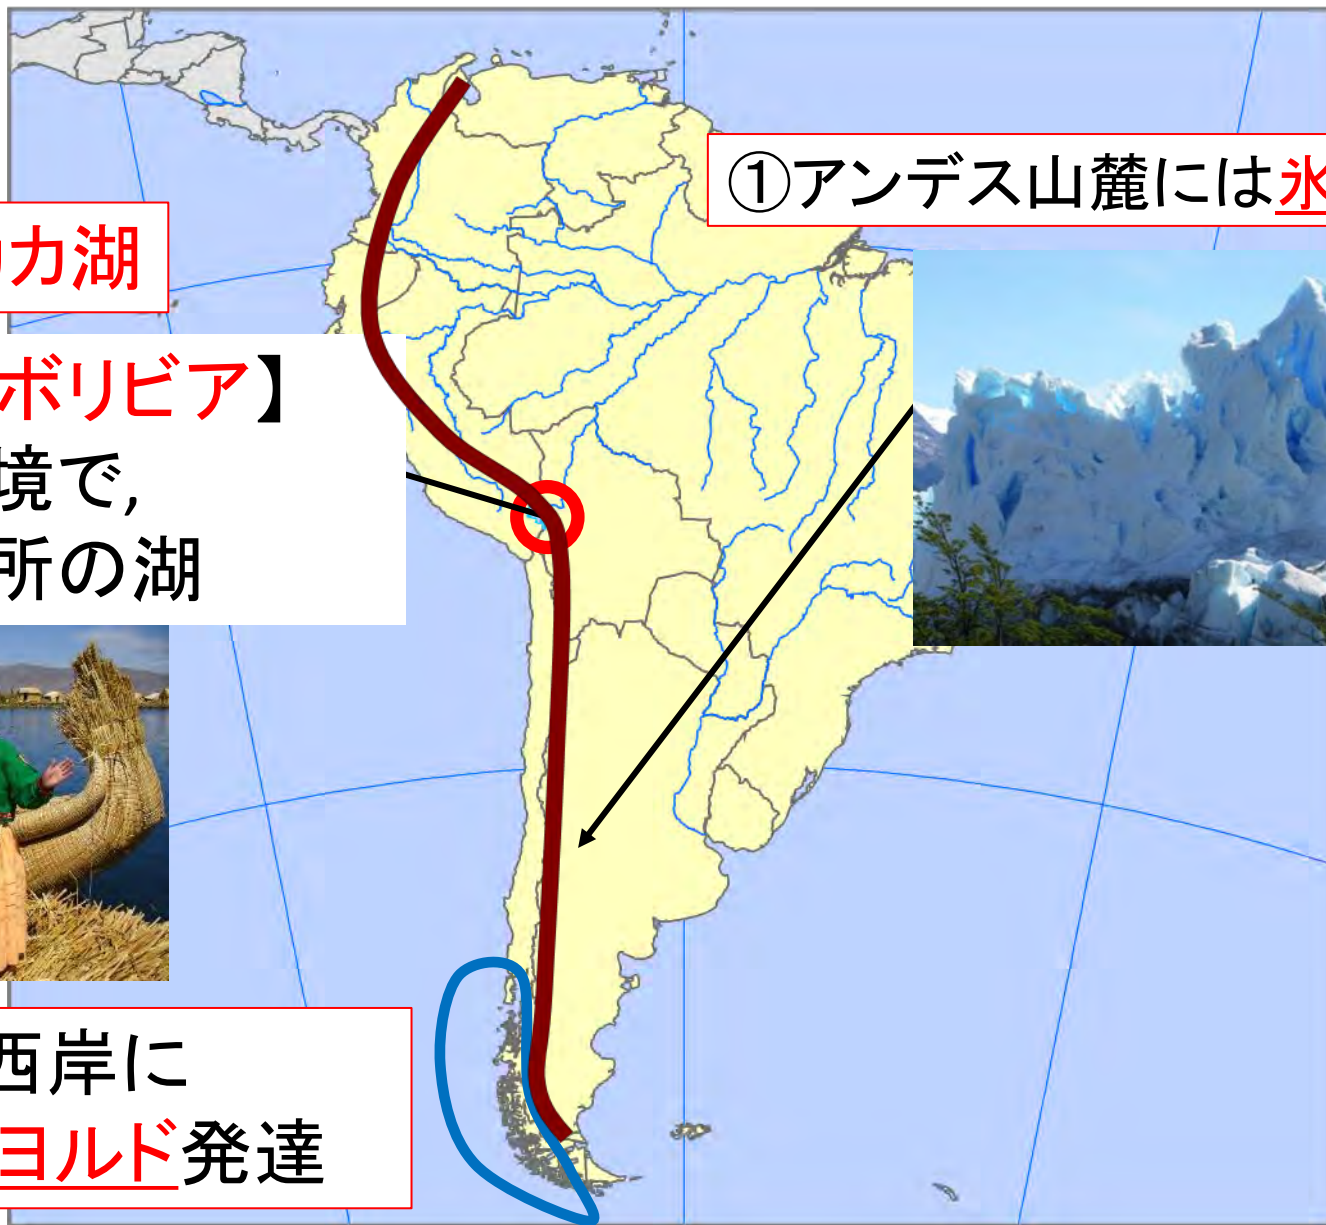 ①アンデス山麓には氷
カ湖
ボリビア】
境で,
所の湖
西岸に
ヨルド発達